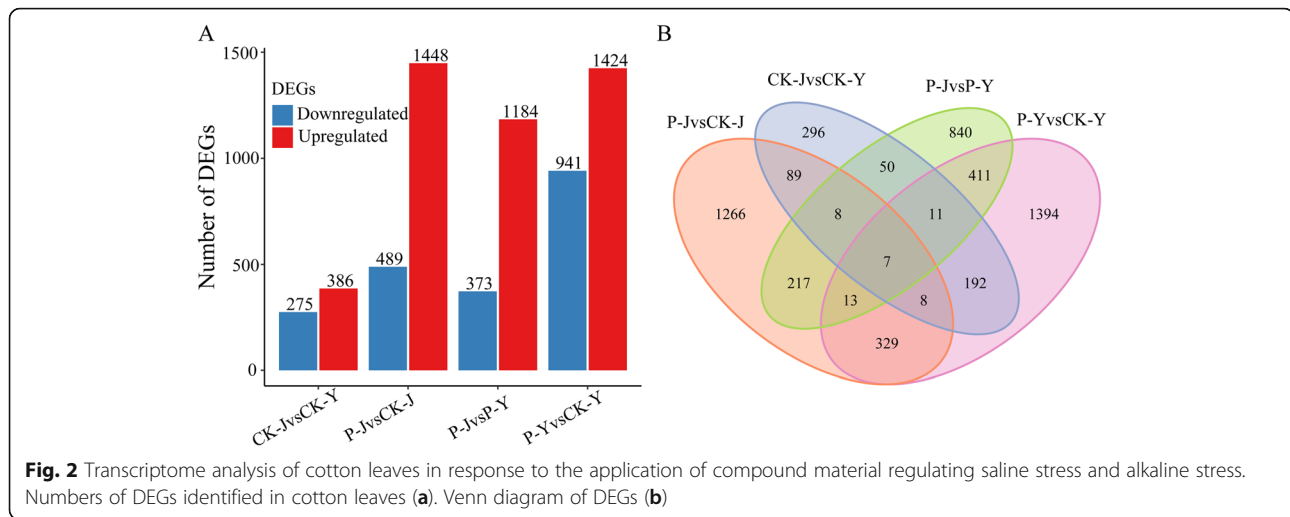 A
1500
1000
500
0
Number of DEGs
DEGs
Downregulated
Upregulated
275
386
489
1448
373
1184
941
1424
CK-JvsCK-Y
P-JvsCK-J
P-JvsP-Y
P-YvsCK-Y
B
CK-JvsCK-Y
P-JvsP-Y
P-JvsCK-J
P-YvsCK-Y
296
840
89
50
411
1266
8
11
1394
7
217
13
8
192
329
Fig. 2 Transcriptome analysis of cotton leaves in response to the application of compound material regulating saline stress and alkaline stress.
Numbers of DEGs identified in cotton leaves (a). Venn diagram of DEGs (b)